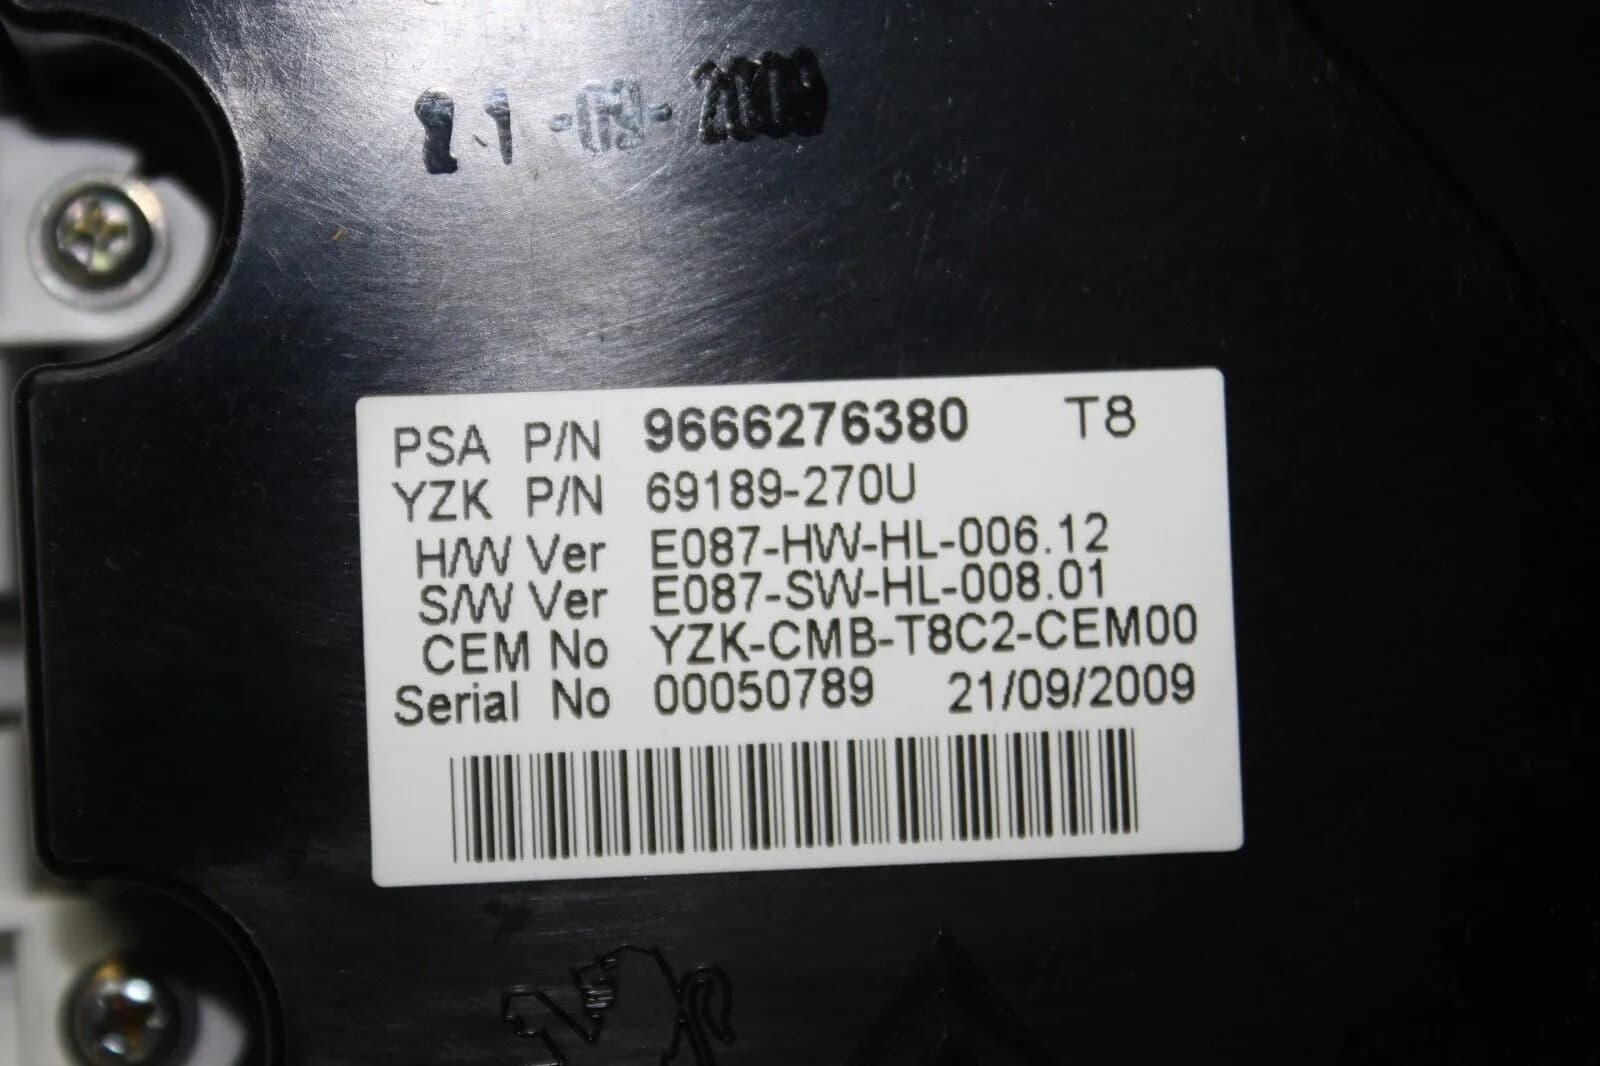 21-09-2009
PSA P/N 9666276380 T8
YZK P/N 69189-270U
H/W Ver E087-HW-HL-006.12
S/W Ver E087-SW-HL-008.01
CEM No YZK-CMB-T8C2-CEM00
Serial No 00050789 21/09/2009